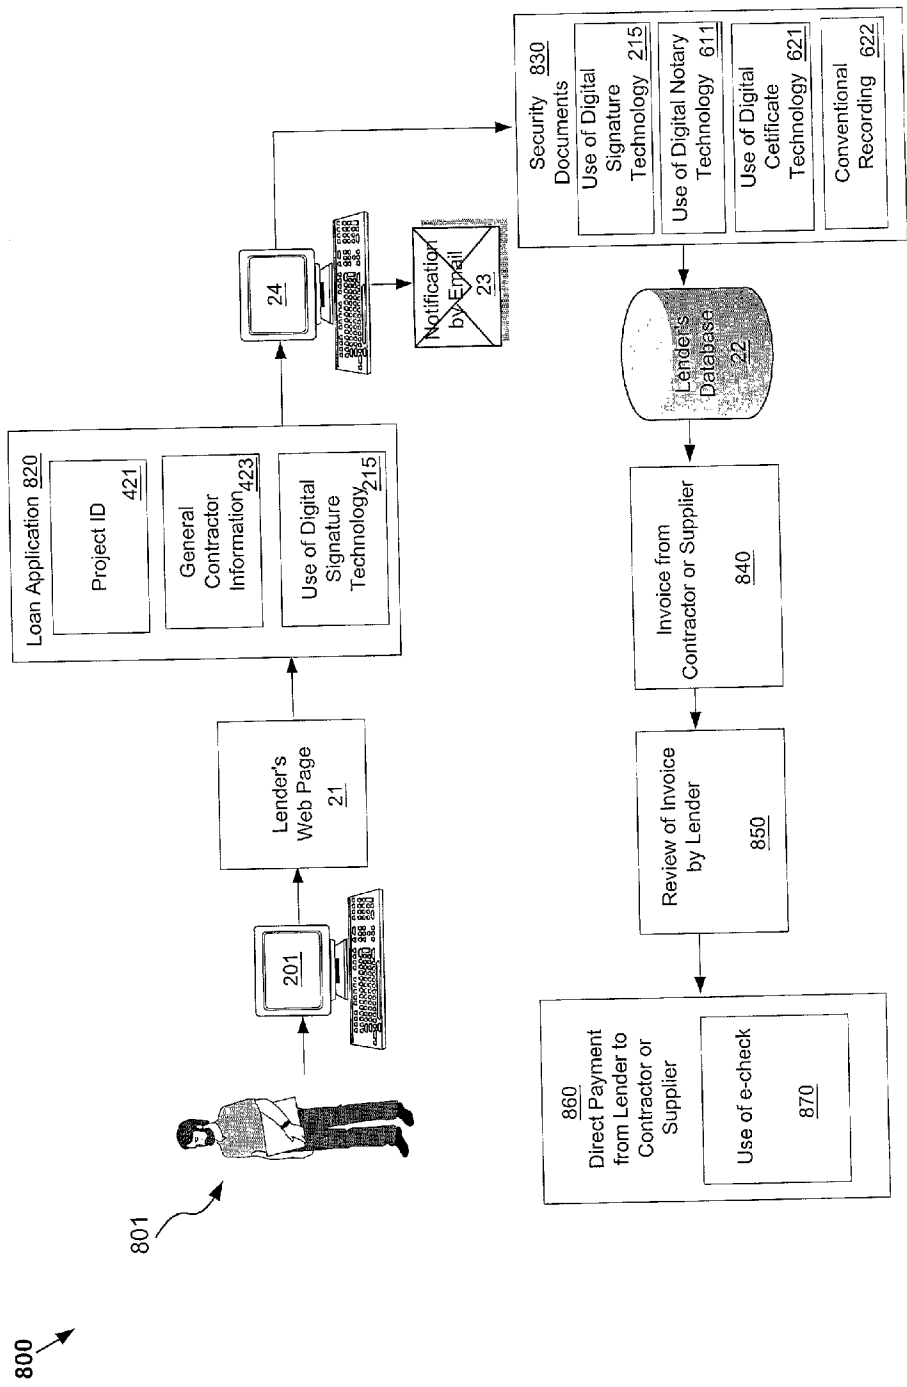 800
801
201
Lender's
Web Page
21
Loan Application 820
Project ID
421
General
Contractor
Information
423
Use of Digital
Signature
Technology
215
24
Notification
by Email
23
Security 830
Documents
Use of Digital
Signature
Technology 215
Use of Digital Notary
Technology 611
Use of Digital
Cetificate
Technology 621
Conventional
Recording 622
Lender's
Database
22
Invoice from
Contractor or Supplier
840
Review of Invoice
by Lender
850
860
Direct Payment
from Lender to
Contractor or
Supplier
Use of e-check
870